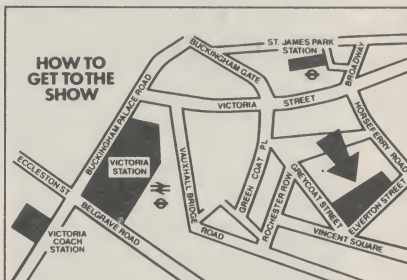 HOW TO
GET TO THE
SHOW
BUCKINGHAM GATE
ST. JAMES PARK
STATION
BROADWAY
BUCKINGHAM PALACE ROAD
VICTORIA STREET
HORSEFERRY ROAD
VICTORIA
STATION
VAUXHALL BRIDGE
ROAD
GREEN COAT PL
ROCHESTER ROW
GREYCOAT STREET
ELVERTON STREET
VINCENT SQUARE
ECCLESTON ST
BELGRAVE ROAD
VICTORIA
COACH
STATION